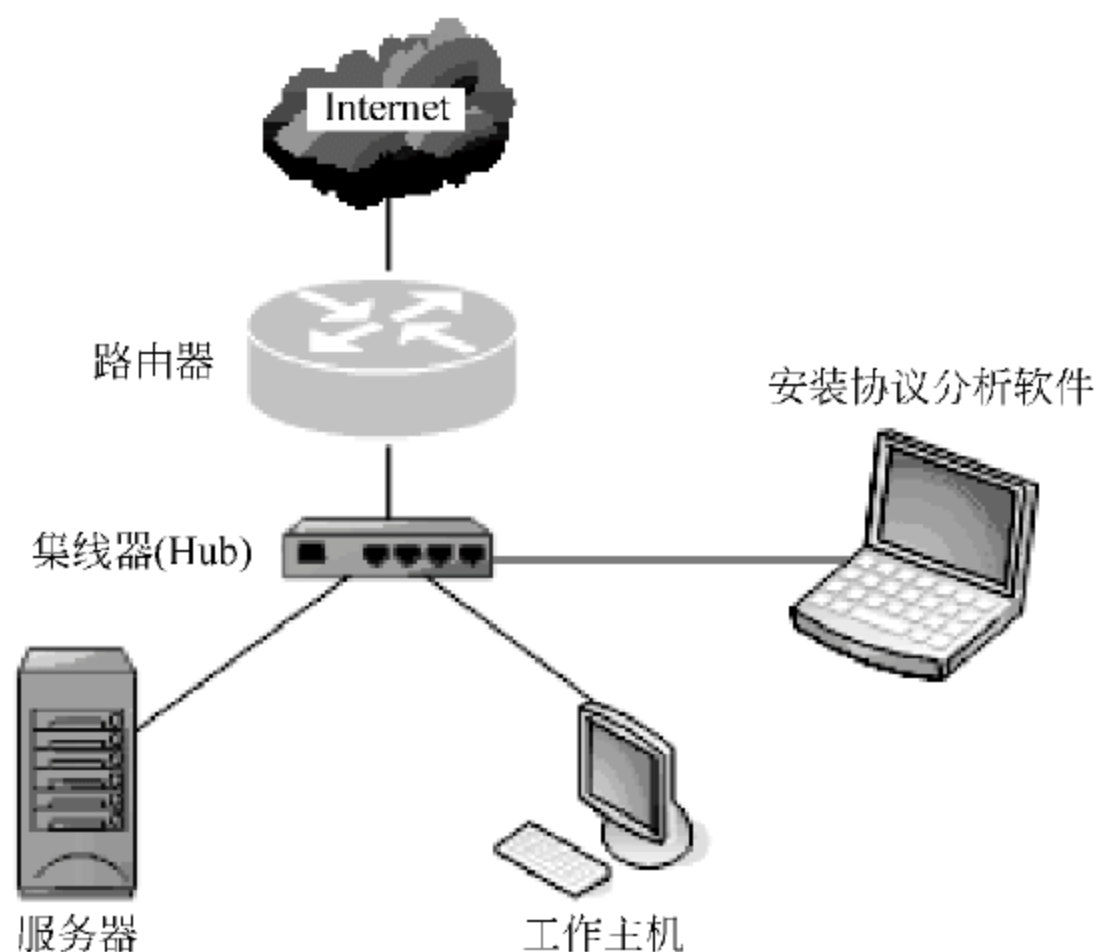 Internet
路由器
安装协议分析软件
集线器(Hub)
服务器
工作主机